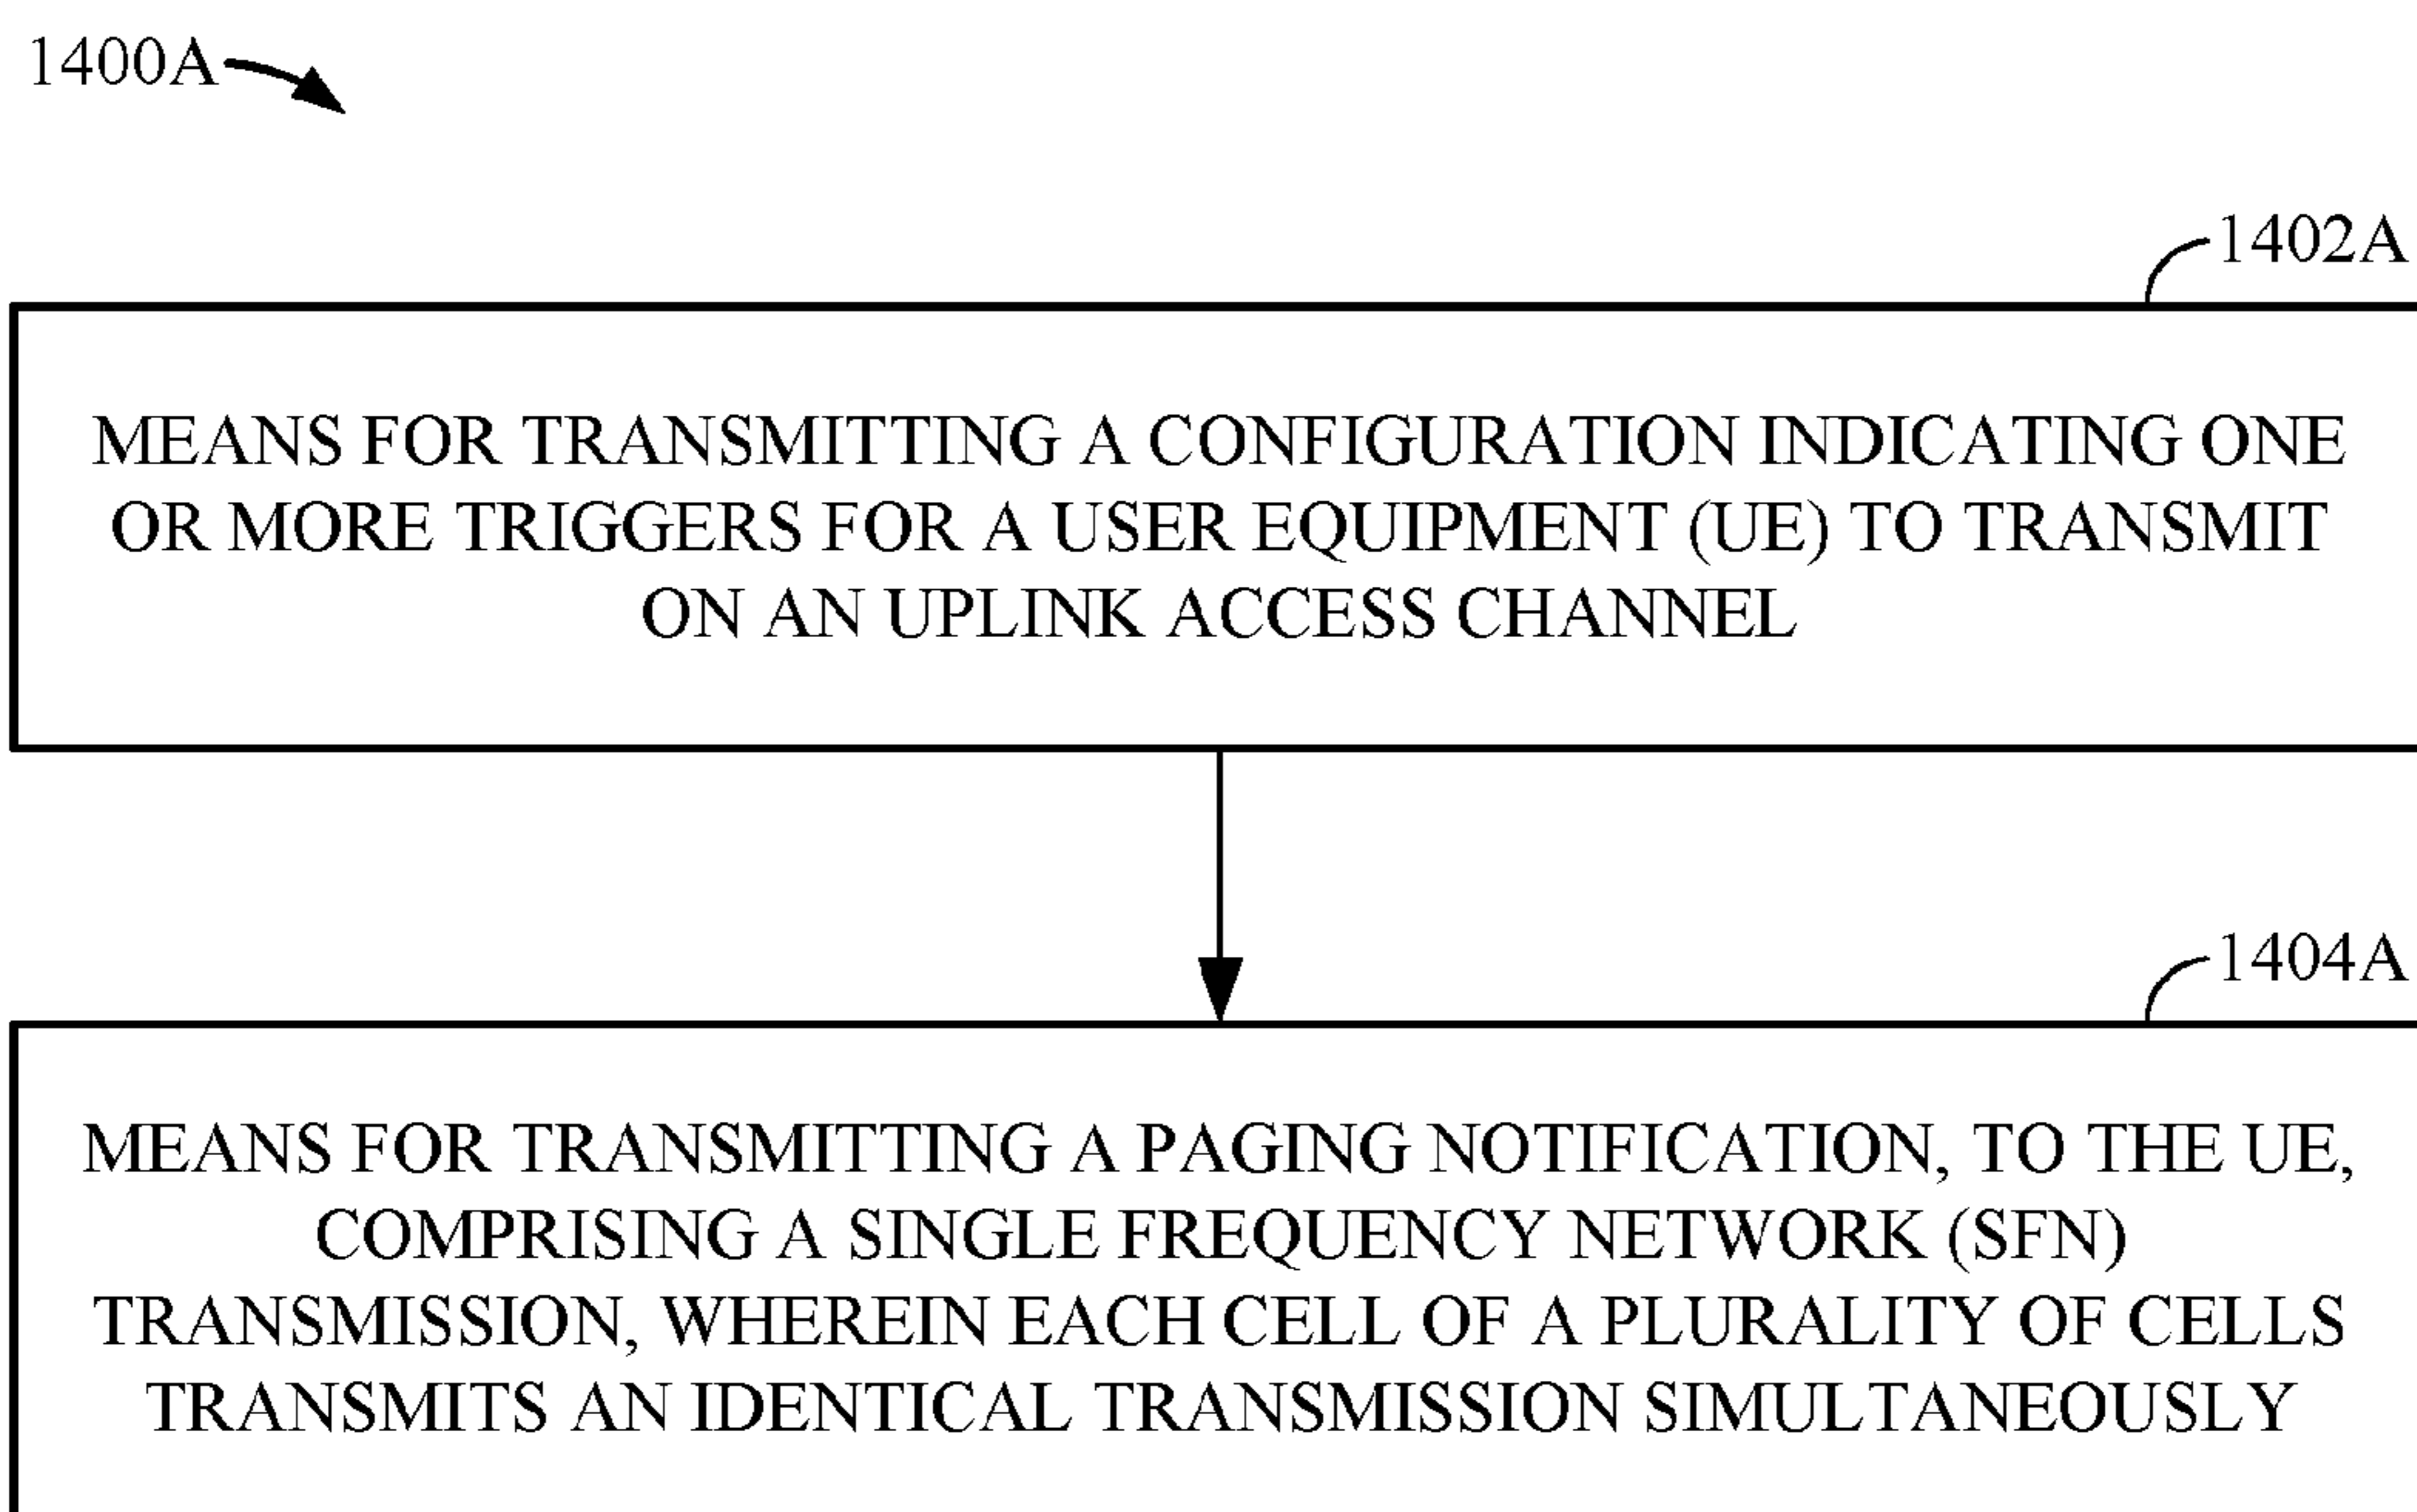 1400A
1402A
MEANS FOR TRANSMITTING A CONFIGURATION INDICATING ONE
OR MORE TRIGGERS FOR A USER EQUIPMENT (UE) TO TRANSMIT
ON AN UPLINK ACCESS CHANNEL
1404A
MEANS FOR TRANSMITTING A PAGING NOTIFICATION, TO THE UE,
COMPRISING A SINGLE FREQUENCY NETWORK (SFN)
TRANSMISSION, WHEREIN EACH CELL OF A PLURALITY OF CELLS
TRANSMITS AN IDENTICAL TRANSMISSION SIMULTANEOUSLY